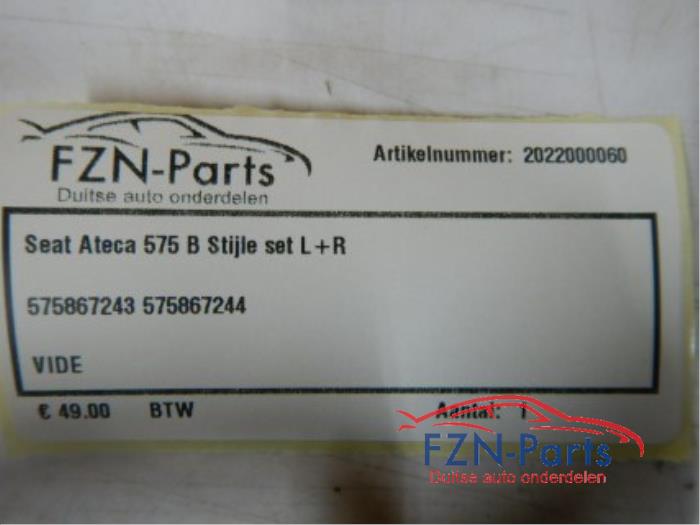 FZN-Parts
Duitse auto onderdelen
Artikelnummer: 2022000060
Seat Ateca 575 B Stijle set L+R
575867243 575867244
VIDE
€ 49.00 BTW Aantal: 1
FZN-Parts
Duitse auto onderdelen